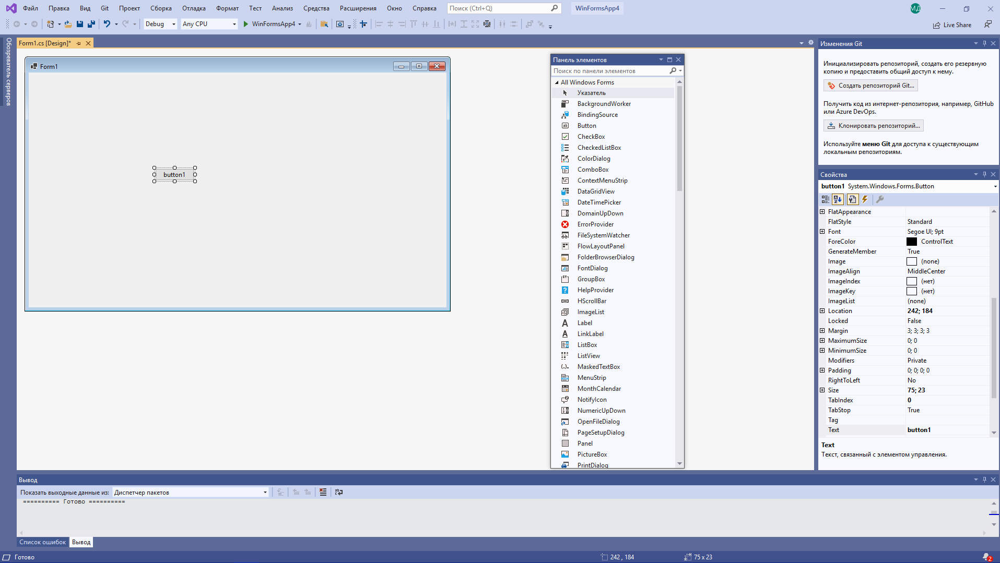 Файл Правка Вид Git Проект Сборка Отладка Формат Тест Анализ Средства Расширения Окно Справка Поиск (Ctrl+Q) WinFormsApp4 МД
Debug Any CPU WinFormsApp4 Live Share
Обозреватель серверов
Form1.cs [Design]*
Form1
button1
Панель элементов
Поиск по панели элементов
All Windows Forms
Указатель
BackgroundWorker
BindingSource
Button
CheckBox
CheckedListBox
ColorDialog
ComboBox
ContextMenuStrip
DataGridView
DateTimePicker
DomainUpDown
ErrorProvider
FileSystemWatcher
FlowLayoutPanel
FolderBrowserDialog
FontDialog
GroupBox
HelpProvider
HScrollBar
ImageList
Label
LinkLabel
ListBox
ListView
MaskedTextBox
MenuStrip
MonthCalendar
NotifyIcon
NumericUpDown
OpenFileDialog
PageSetupDialog
Panel
PictureBox
PrintDialog
Изменения Git
Инициализировать репозиторий, создать его резервную
копию и предоставить общий доступ к нему.
Создать репозиторий Git...
Получить код из интернет-репозитория, например, GitHub
или Azure DevOps.
Клонировать репозиторий...
Используйте меню Git для доступа к существующим
локальным репозиториям.
Свойства
button1 System.Windows.Forms.Button
FlatAppearance
FlatStyle Standard
Font Segoe UI; 9pt
ForeColor ControlText
GenerateMember True
Image (none)
ImageAlign MiddleCenter
ImageIndex (нет)
ImageKey (нет)
ImageList (none)
Location 242; 184
Locked False
Margin 3; 3; 3; 3
MaximumSize 0; 0
MinimumSize 0; 0
Modifiers Private
Padding 0; 0; 0; 0
RightToLeft No
Size 75; 23
TabIndex 0
TabStop True
Tag
Text button1
Text
Текст, связанный с элементом управления.
Вывод
Показать выходные данные из: Диспетчер пакетов
========== Готово ==========
Список ошибок Вывод
Готово 242 , 184 75 x 23 2